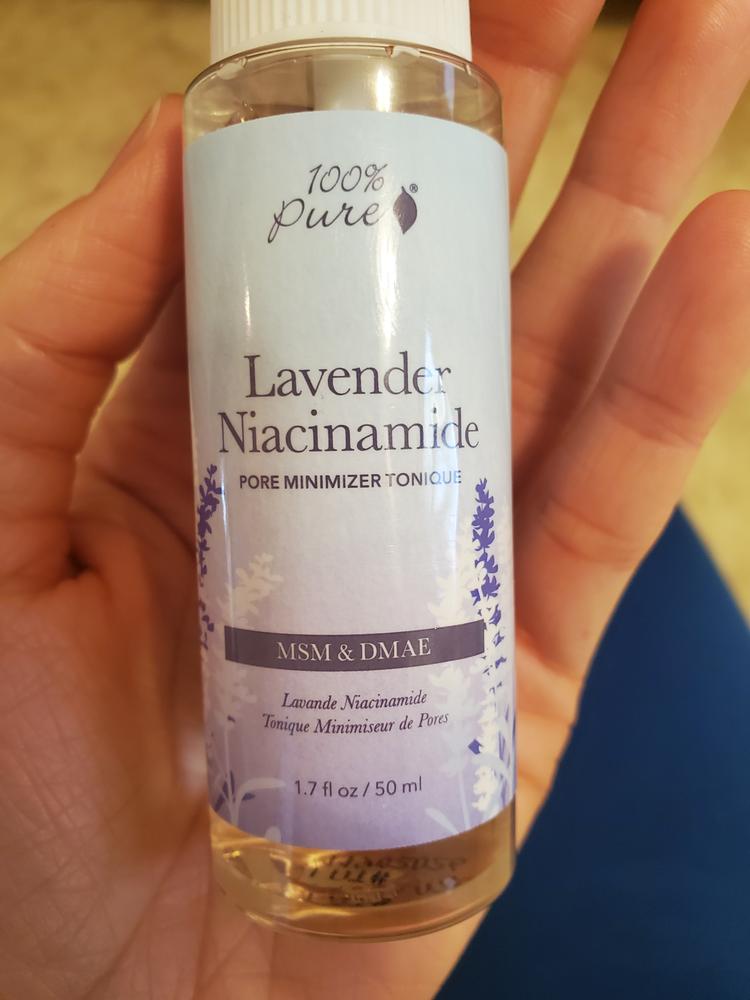 100%
Pure®
Lavender
Niacinamide
PORE MINIMIZER TONIQUE
MSM & DMAE
Lavande Niacinamide
Tonique Minimiseur de Pores
1.7 fl oz / 50 ml